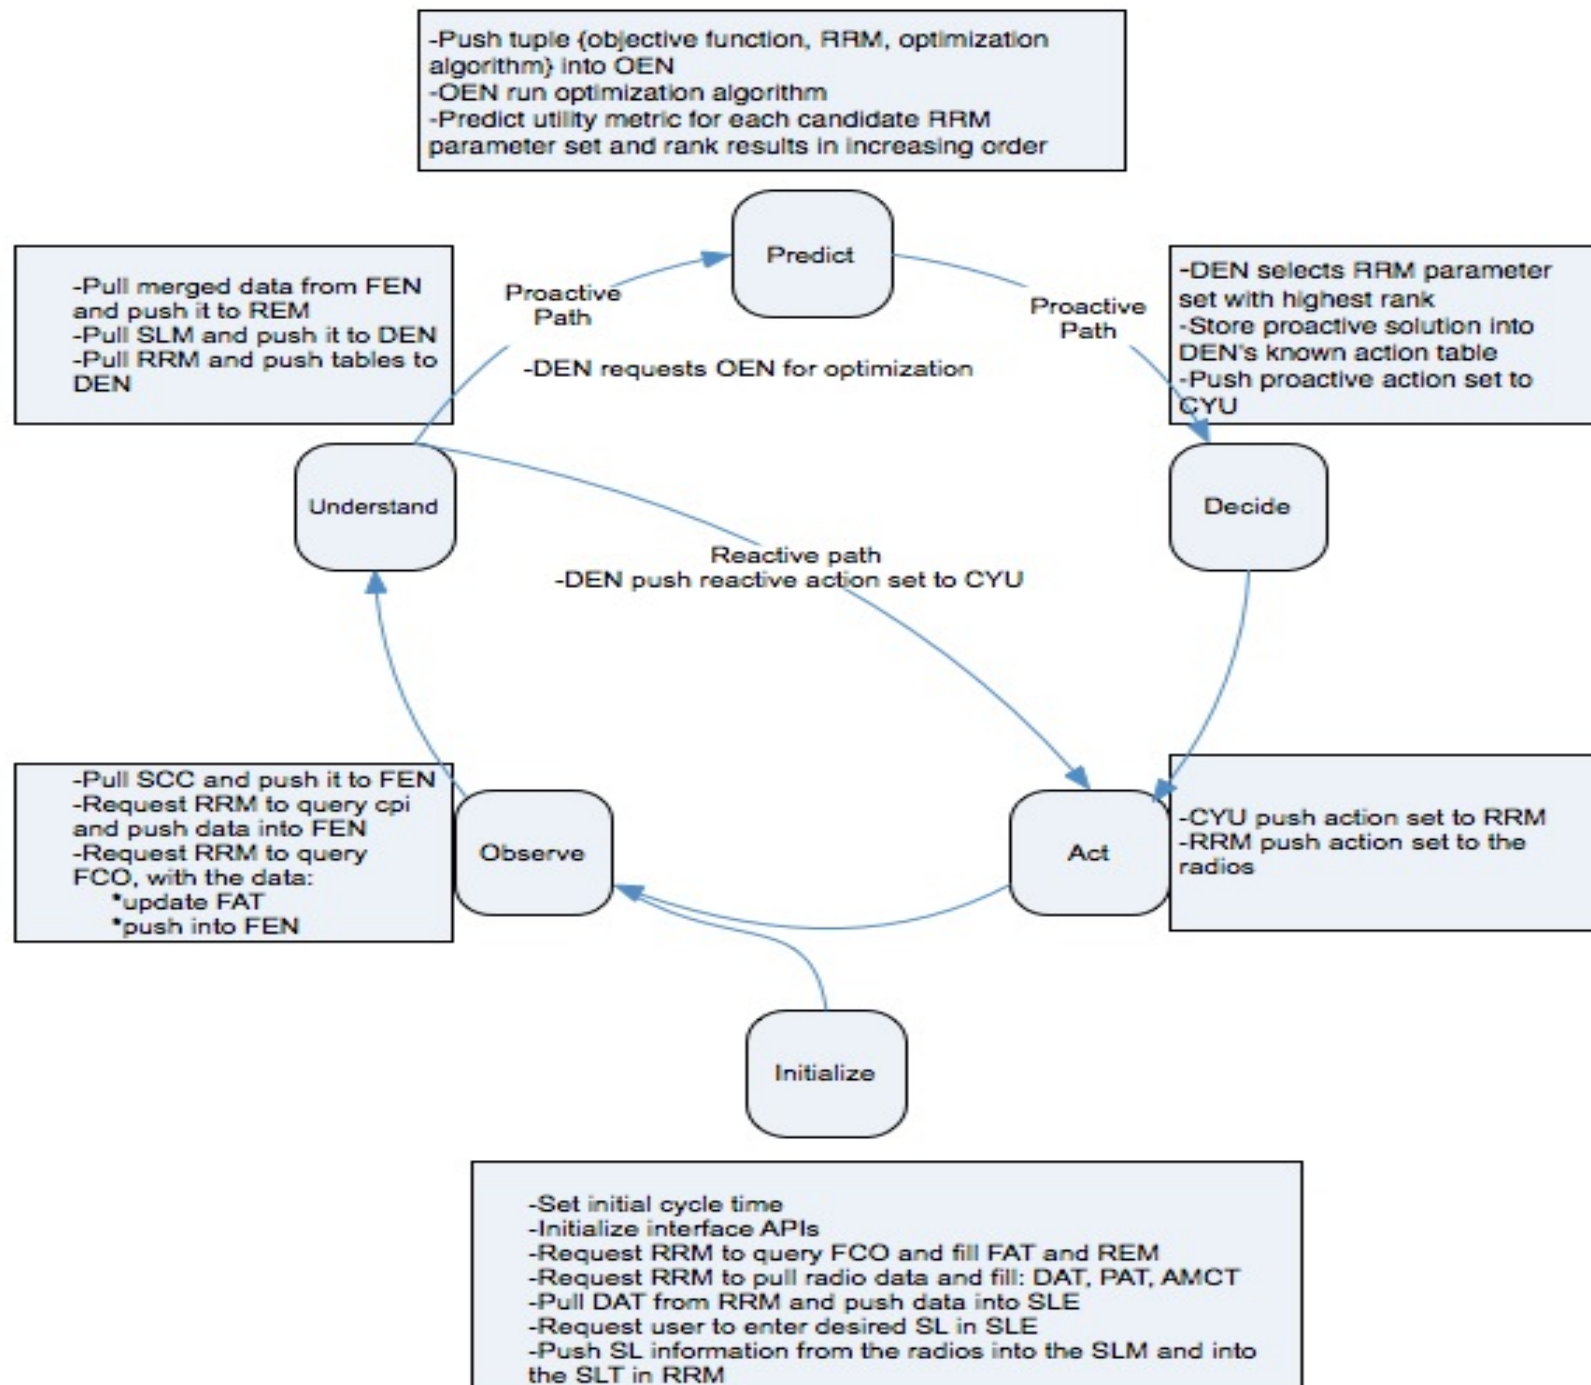 -Push tuple {objective function, RRM, optimization
algorithm} into OEN
-OEN run optimization algorithm
-Predict utility metric for each candidate RRM
parameter set and rank results in increasing order
Predict
-Pull merged data from FEN
and push it to REM
-Pull SLM and push it to DEN
-Pull RRM and push tables to
DEN
Proactive
Path
-DEN requests OEN for optimization
Proactive
Path
-DEN selects RRM parameter
set with highest rank
-Store proactive solution into
DEN's known action table
-Push proactive action set to
CYU
Understand
Decide
Reactive path
-DEN push reactive action set to CYU
-Pull SCC and push it to FEN
-Request RRM to query cpi
and push data into FEN
-Request RRM to query
FCO, with the data:
*update FAT
*push into FEN
Observe
Act
-CYU push action set to RRM
-RRM push action set to the
radios
Initialize
-Set initial cycle time
-Initialize interface APIs
-Request RRM to query FCO and fill FAT and REM
-Request RRM to pull radio data and fill: DAT, PAT, AMCT
-Pull DAT from RRM and push data into SLE
-Request user to enter desired SL in SLE
-Push SL information from the radios into the SLM and into
the SLT in RRM